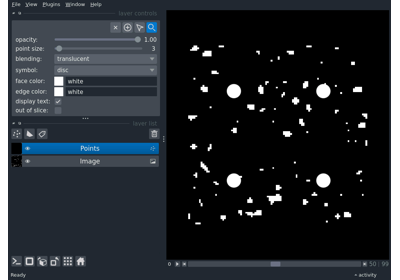 File View Plugins Window Help
layer controls
opacity: 1.00
point size: 3
blending: translucent
symbol: disc
face color: white
edge color: white
display text:
out of slice:
layer list
Points
Image
Ready
50 99
activity